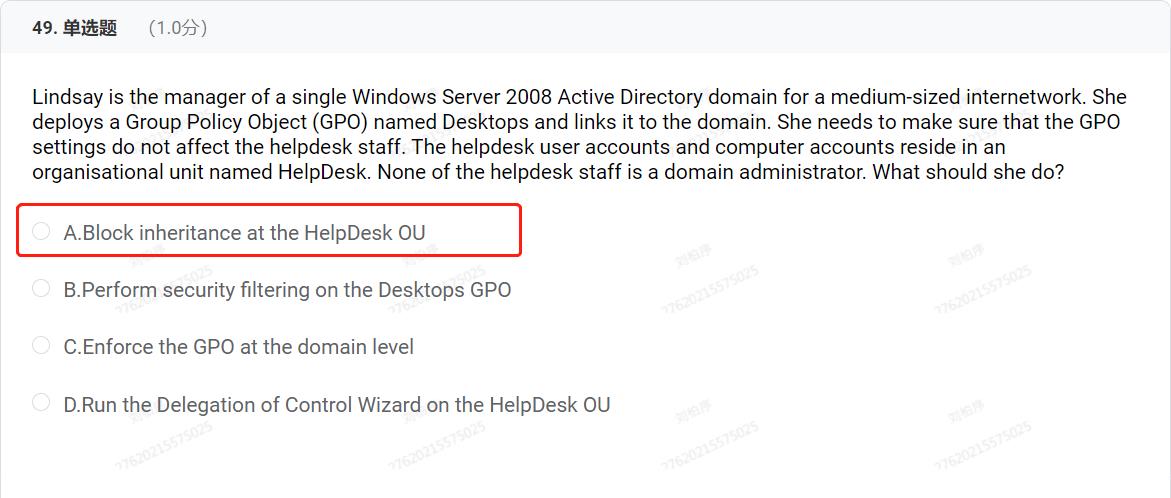 49. 单选题 (1.0分)
Lindsay is the manager of a single Windows Server 2008 Active Directory domain for a medium-sized internetwork. She
deploys a Group Policy Object (GPO) named Desktops and links it to the domain. She needs to make sure that the GPO
settings do not affect the helpdesk staff. The helpdesk user accounts and computer accounts reside in an
organisational unit named HelpDesk. None of the helpdesk staff is a domain administrator. What should she do?
A.Block inheritance at the HelpDesk OU
B.Perform security filtering on the Desktops GPO
C.Enforce the GPO at the domain level
D.Run the Delegation of Control Wizard on the HelpDesk OU